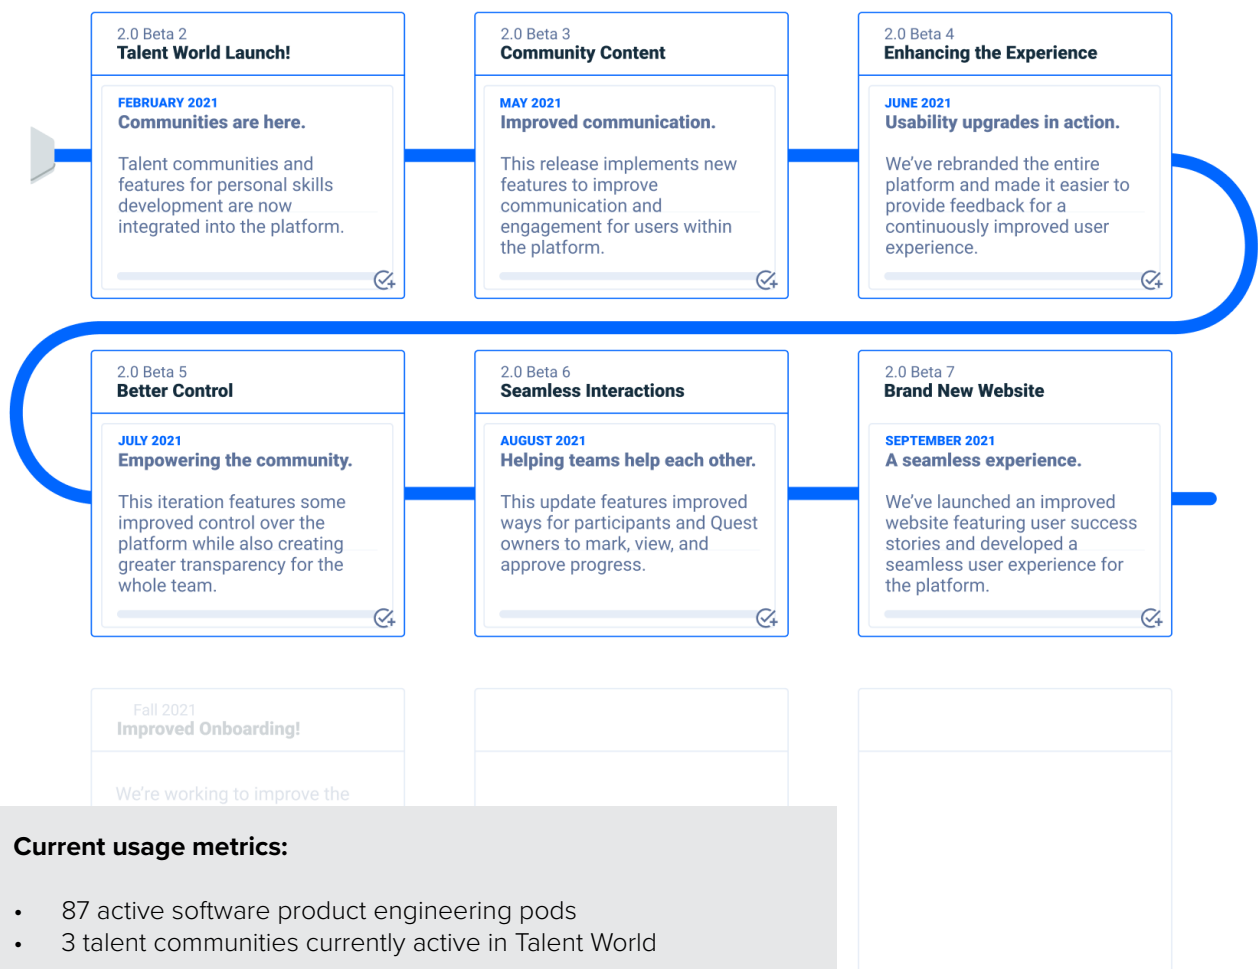 2.0 Beta 2
Talent World Launch!
FEBRUARY 2021
Communities are here.
Talent communities and
features for personal skills
development are now
integrated into the platform.
2.0 Beta 3
Community Content
MAY 2021
Improved communication.
This release implements new
features to improve
communication and
engagement for users within
the platform.
2.0 Beta 4
Enhancing the Experience
JUNE 2021
Usability upgrades in action.
We’ve rebranded the entire
platform and made it easier to
provide feedback for a
continuously improved user
experience.
2.0 Beta 5
Better Control
JULY 2021
Empowering the community.
This iteration features some
improved control over the
platform while also creating
greater transparency for the
whole team.
2.0 Beta 6
Seamless Interactions
AUGUST 2021
Helping teams help each other.
This update features improved
ways for participants and Quest
owners to mark, view, and
approve progress.
2.0 Beta 7
Brand New Website
SEPTEMBER 2021
A seamless experience.
We’ve launched an improved
website featuring user success
stories and developed a
seamless user experience for
the platform.
Fall 2021
Improved Onboarding!
We’re working to improve the
Current usage metrics:
• 87 active software product engineering pods
• 3 talent communities currently active in Talent World